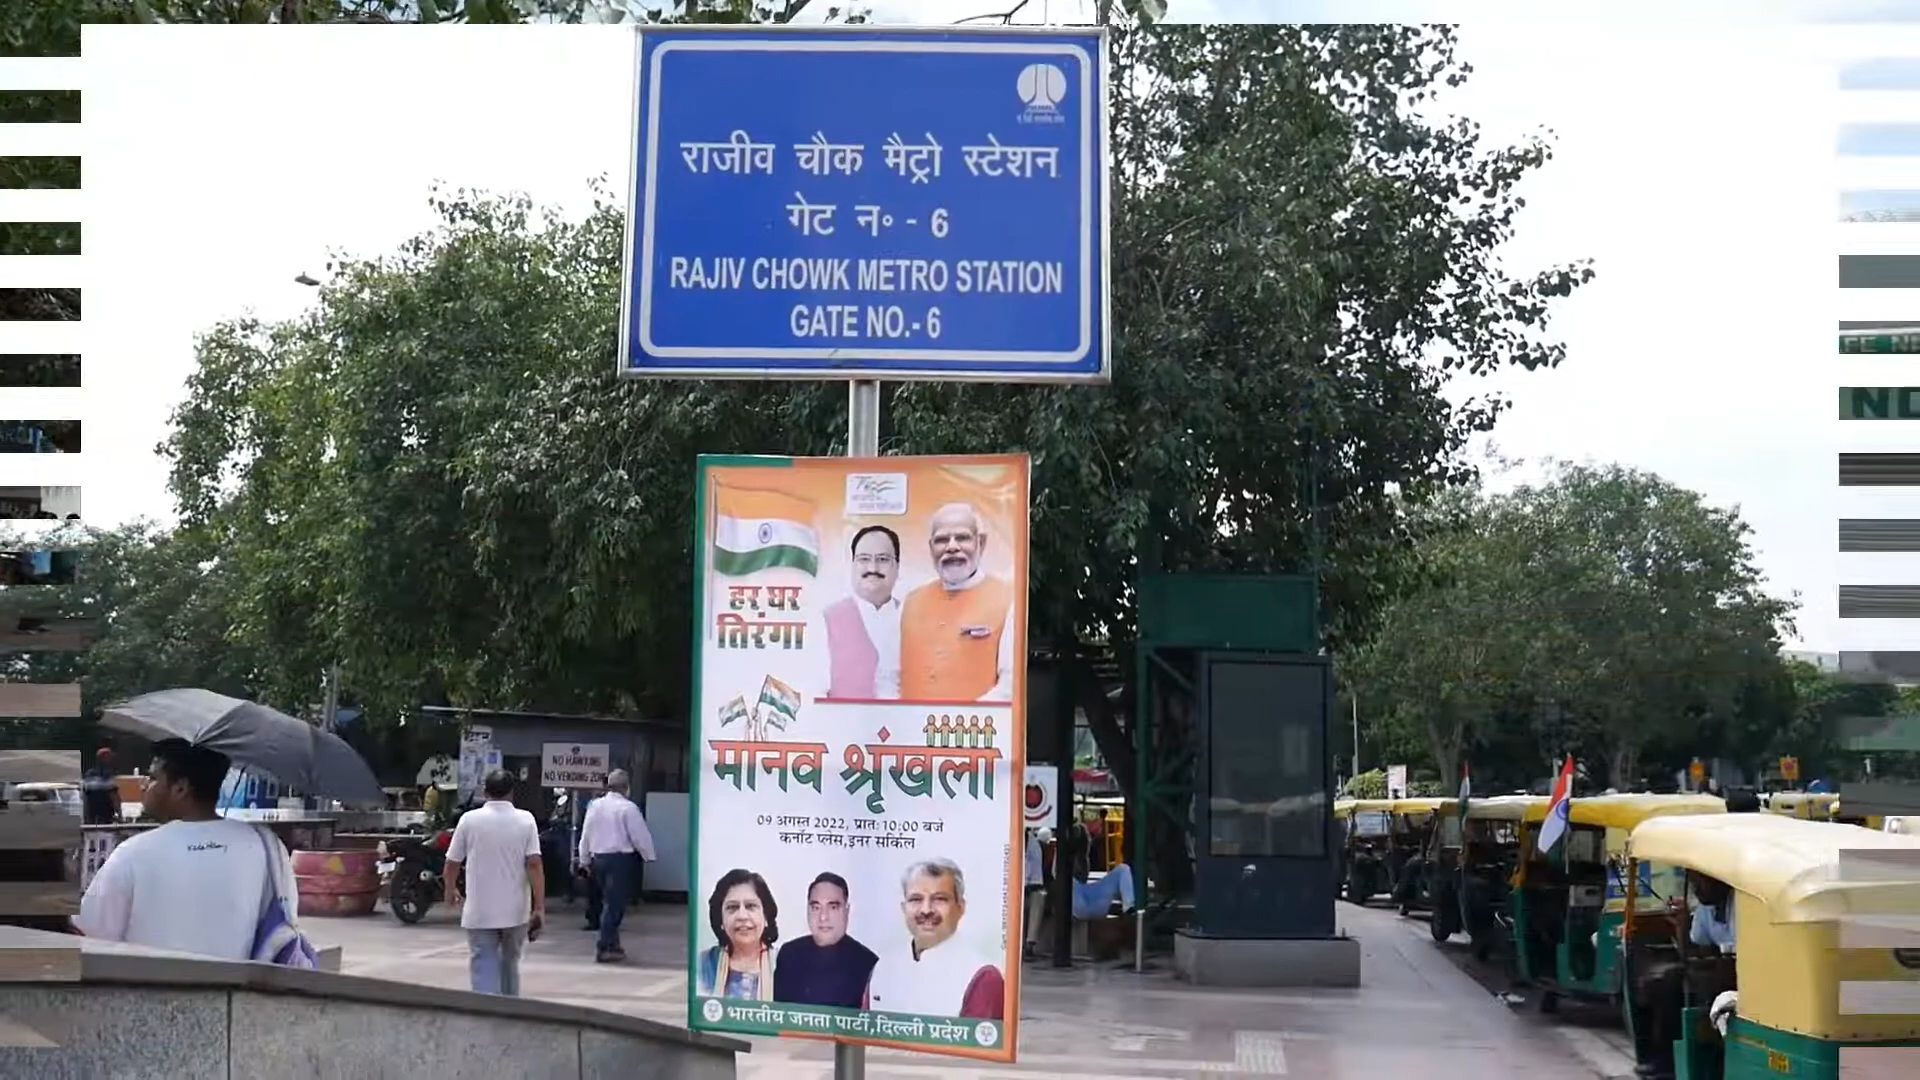 राजीव चौक मैट्रो स्टेशन
गेट न॰ - 6
RAJIV CHOWK METRO STATION
GATE NO.- 6
हर घर
तिरंगा
मानव श्रृंखला
09 अगस्त 2022, प्रातः 10:00 बजे
कनॉट प्लेस,इनर सर्किल
भारतीय जनता पार्टी,दिल्ली प्रदेश
NO HAWKING
NO VENDING ZONE